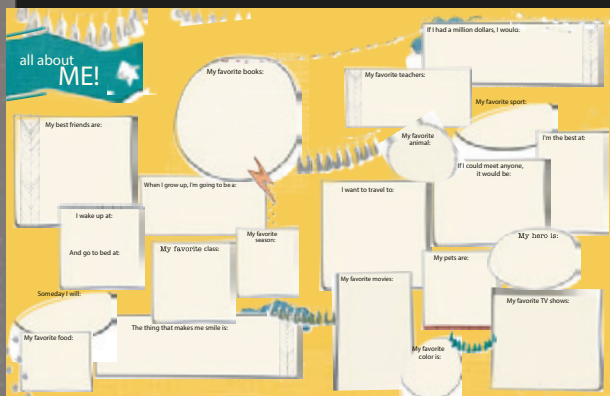 all about
ME!
My favorite books:
My best friends are:
When I grow up, I'm going to be a:
I wake up at:
And go to bed at:
My favorite class:
My favorite
season:
Someday I will:
The thing that makes me smile is:
My favorite food:
If I had a million dollars, I would:
My favorite teachers:
My favorite sport:
My favorite
animal:
I'm the best at:
If I could meet anyone,
it would be:
I want to travel to:
My hero is:
My pets are:
My favorite movies:
My favorite TV shows:
My favorite
color is: